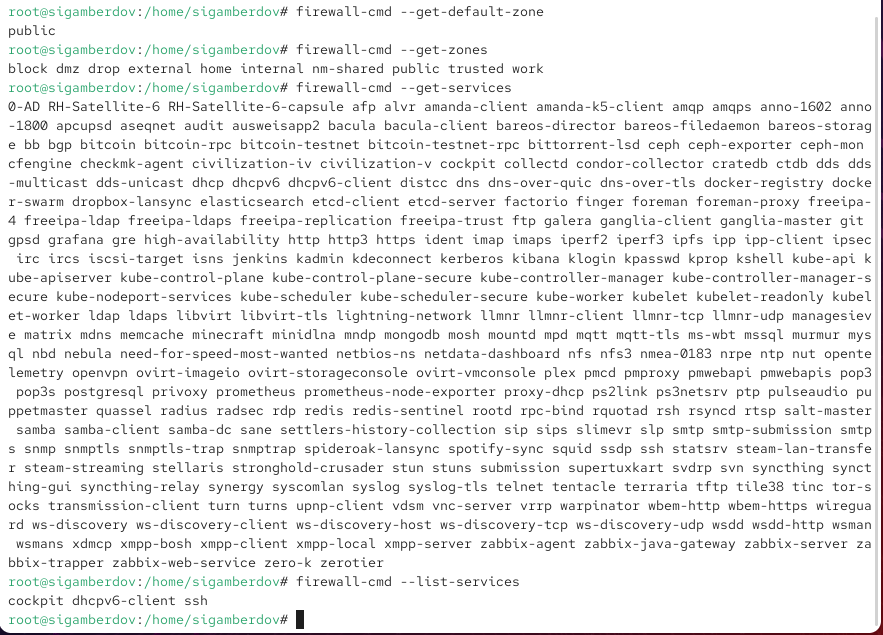 root@sigamberdov:/home/sigamberdov# firewall-cmd --get-default-zone
public
root@sigamberdov:/home/sigamberdov# firewall-cmd --get-zones
block dmz drop external home internal nm-shared public trusted work
root@sigamberdov:/home/sigamberdov# firewall-cmd --get-services
0-AD RH-Satellite-6 RH-Satellite-6-capsule afp alvr amanda-client amanda-k5-client amqp amqps anno-1602 anno
-1800 apcupsd aseqnet audit ausweisapp2 bacula bacula-client bareos-director bareos-filedaemon bareos-storag
e bb bgp bitcoin bitcoin-rpc bitcoin-testnet bitcoin-testnet-rpc bittorrent-lsd ceph ceph-exporter ceph-mon
cfengine checkmk-agent civilization-iv civilization-v cockpit collectd condor-collector cratedb ctdb dds dds
-multicast dds-unicast dhcp dhcpv6 dhcpv6-client distcc dns dns-over-quic dns-over-tls docker-registry docke
r-swarm dropbox-lansync elasticsearch etcd-client etcd-server factorio finger foreman foreman-proxy freeipa-
4 freeipa-ldap freeipa-ldaps freeipa-replication freeipa-trust ftp galera ganglia-client ganglia-master git
gpsd grafana gre high-availability http http3 https ident imap imaps iperf2 iperf3 ipfs ipp ipp-client ipsec
 irc ircs iscsi-target isns jenkins kadmin kdeconnect kerberos kibana klogin kpasswd kprop kshell kube-api k
ube-apiserver kube-control-plane kube-control-plane-secure kube-controller-manager kube-controller-manager-s
ecure kube-nodeport-services kube-scheduler kube-scheduler-secure kube-worker kubelet kubelet-readonly kubel
et-worker ldap ldaps libvirt libvirt-tls lightning-network llmnr llmnr-client llmnr-tcp llmnr-udp managesiev
e matrix mdns memcache minecraft minidlna mndp mongodb mosh mountd mpd mqtt mqtt-tls ms-wbt mssql murmur mys
ql nbd nebula need-for-speed-most-wanted netbios-ns netdata-dashboard nfs nfs3 nmea-0183 nrpe ntp nut opente
lemetry openvpn ovirt-imageio ovirt-storageconsole ovirt-vmconsole plex pmcd pmproxy pmwebapi pmwebapis pop3
 pop3s postgresql privoxy prometheus prometheus-node-exporter proxy-dhcp ps2link ps3netsrv ptp pulseaudio pu
ppetmaster quassel radius radsec rdp redis redis-sentinel rootd rpc-bind rquotad rsh rsyncd rtsp salt-master
 samba samba-client samba-dc sane settlers-history-collection sip sips slimevr slp smtp smtp-submission smtp
s snmp snmptls snmptls-trap snmptrap spideroak-lansync spotify-sync squid ssdp ssh statsrv steam-lan-transfe
r steam-streaming stellaris stronghold-crusader stun stuns submission supertuxkart svdrp svn syncthing synct
hing-gui syncthing-relay synergy syscomlan syslog syslog-tls telnet tentacle terraria tftp tile38 tinc tor-s
ocks transmission-client turn turns upnp-client vdsm vnc-server vrrp warpinator wbem-http wbem-https wiregua
rd ws-discovery ws-discovery-client ws-discovery-host ws-discovery-tcp ws-discovery-udp wsdd wsdd-http wsman
 wsmans xdmcp xmpp-bosh xmpp-client xmpp-local xmpp-server zabbix-agent zabbix-java-gateway zabbix-server za
bbix-trapper zabbix-web-service zero-k zerotier
root@sigamberdov:/home/sigamberdov# firewall-cmd --list-services
cockpit dhcpv6-client ssh
root@sigamberdov:/home/sigamberdov#